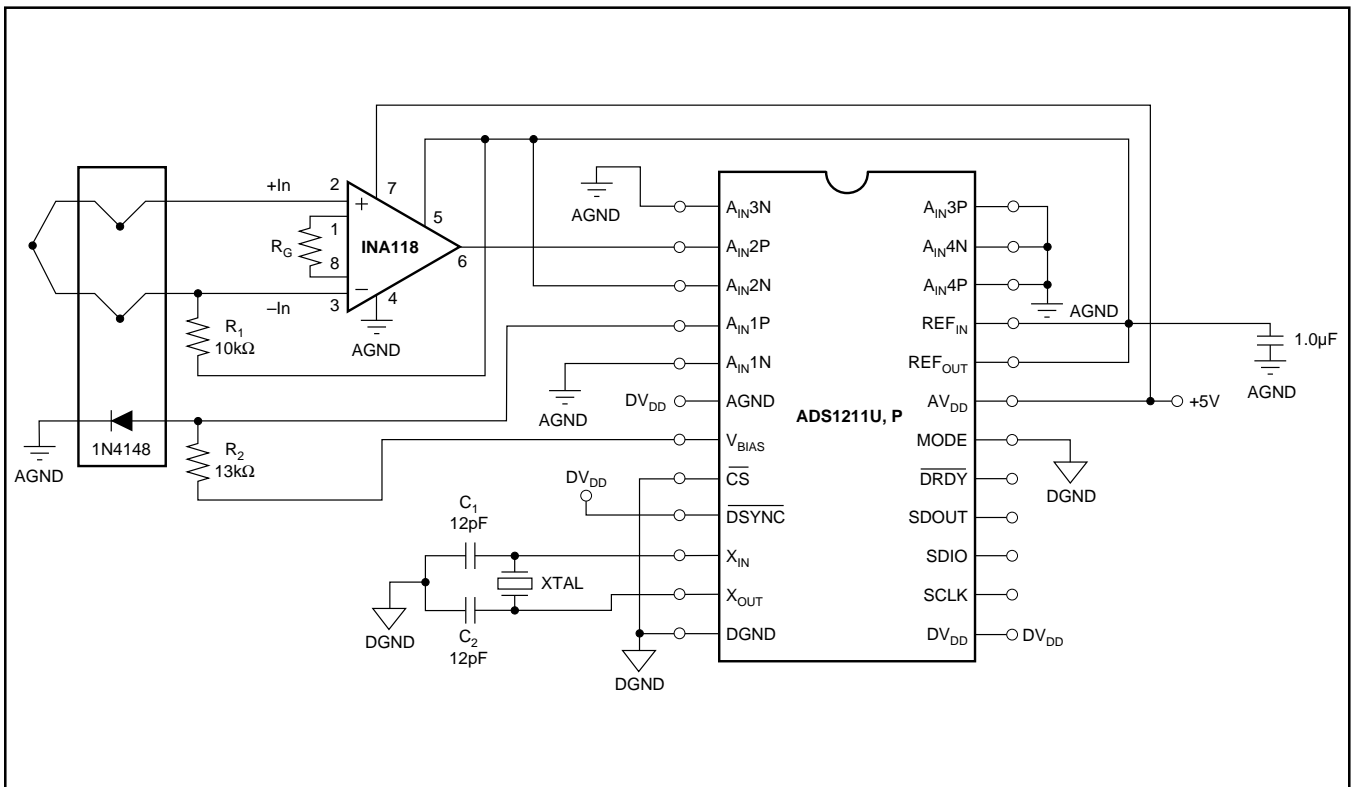 +In
2
7
+
1
5
RG
INA118
6
8
−
4
–In
3
AGND
R1
10kΩ
1N4148
AGND
R2
13kΩ
AGND
AIN3N
AIN2P
AIN2N
AIN1P
AIN1N
AGND
DVDD
AGND
VBIAS
CS
DVDD
DSYNC
XIN
XOUT
DGND
C1
12pF
XTAL
DGND
C2
12pF
DGND
ADS1211U, P
AIN3P
AIN4N
AIN4P
AGND
REFIN
1.0µF
REFOUT
AGND
AVDD
+5V
MODE
DGND
DRDY
SDOUT
SDIO
SCLK
DVDD
DVDD